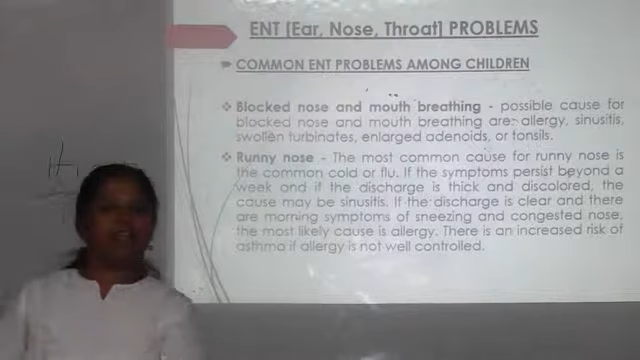 ENT [Ear, Nose, Throat] PROBLEMS
COMMON ENT PROBLEMS AMONG CHILDREN
Blocked nose and mouth breathing - possible cause for
blocked nose and mouth breathing are: allergy, sinusitis,
swollen turbinates, enlarged adenoids, or tonsils.
Runny nose - The most common cause for runny nose is
the common cold or flu. If the symptoms persist beyond a
week and if the discharge is thick and discolored, the
cause may be sinusitis. If the discharge is clear and there
are morning symptoms of sneezing and congested nose,
the most likely cause is allergy. There is an increased risk of
asthma if allergy is not well controlled.